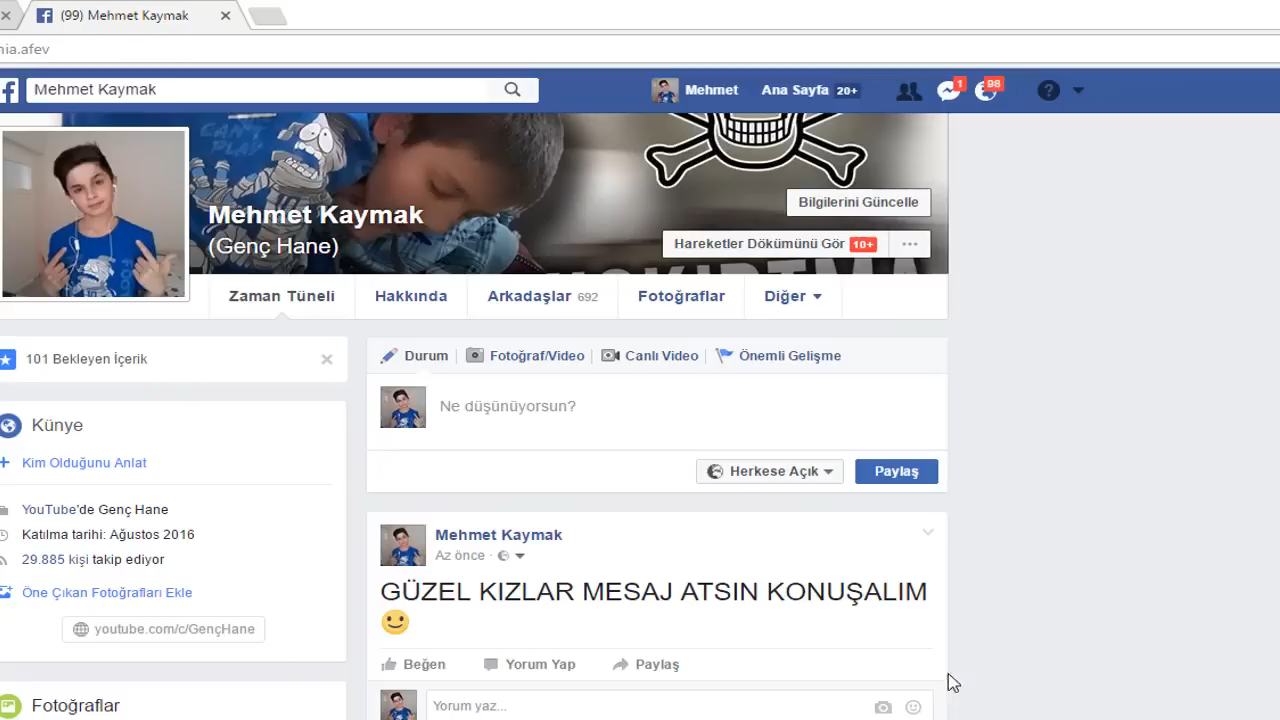 (99) Mehmet Kaymak
nia.afev
Mehmet Kaymak
Mehmet
Ana Sayfa 20+
1
98
?
CAN'T
PLAY
Mehmet Kaymak
(Genç Hane)
Bilgilerini Güncelle
Hareketler Dökümünü Gör 10+
Zaman Tüneli
Hakkında
Arkadaşlar 692
Fotoğraflar
Diğer
101 Bekleyen İçerik
Künye
Kim Olduğunu Anlat
YouTube'de Genç Hane
Katılma tarihi: Ağustos 2016
29.885 kişi takip ediyor
Öne Çıkan Fotoğrafları Ekle
youtube.com/c/GençHane
Fotoğraflar
Durum
Fotoğraf/Video
Canlı Video
Önemli Gelişme
Ne düşünüyorsun?
Herkese Açık
Paylaş
Mehmet Kaymak
Az önce
GÜZEL KIZLAR MESAJ ATSIN KONUŞALIM
🙂
Beğen
Yorum Yap
Paylaş
Yorum yaz...